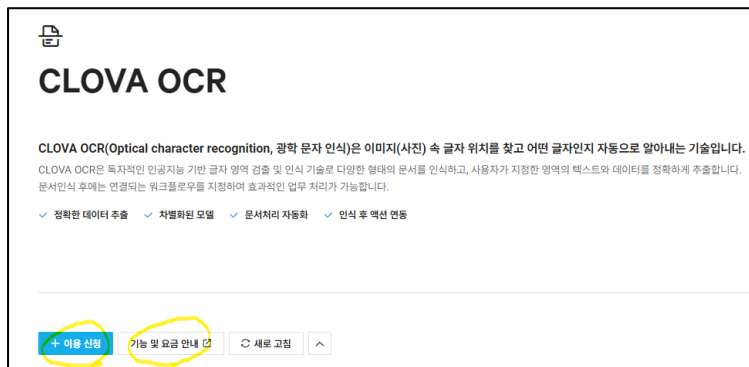 CLOVA OCR
CLOVA OCR(Optical character recognition, 광학 문자 인식)은 이미지(사진) 속 글자 위치를 찾고 어떤 글자인지 자동으로 알아내는 기술입니다.
CLOVA OCR은 독자적인 인공지능 기반 글자 영역 검출 및 인식 기술로 다양한 형태의 문서를 인식하고, 사용자가 지정한 영역의 텍스트와 데이터를 정확하게 추출합니다.
문서인식 후에는 연결되는 워크플로우를 지정하여 효과적인 업무 처리가 가능합니다.
정확한 데이터 추출 차별화된 모델 문서처리 자동화 인식 후 액션 연동
+ 이용 신청 기능 및 요금 안내 새로 고침